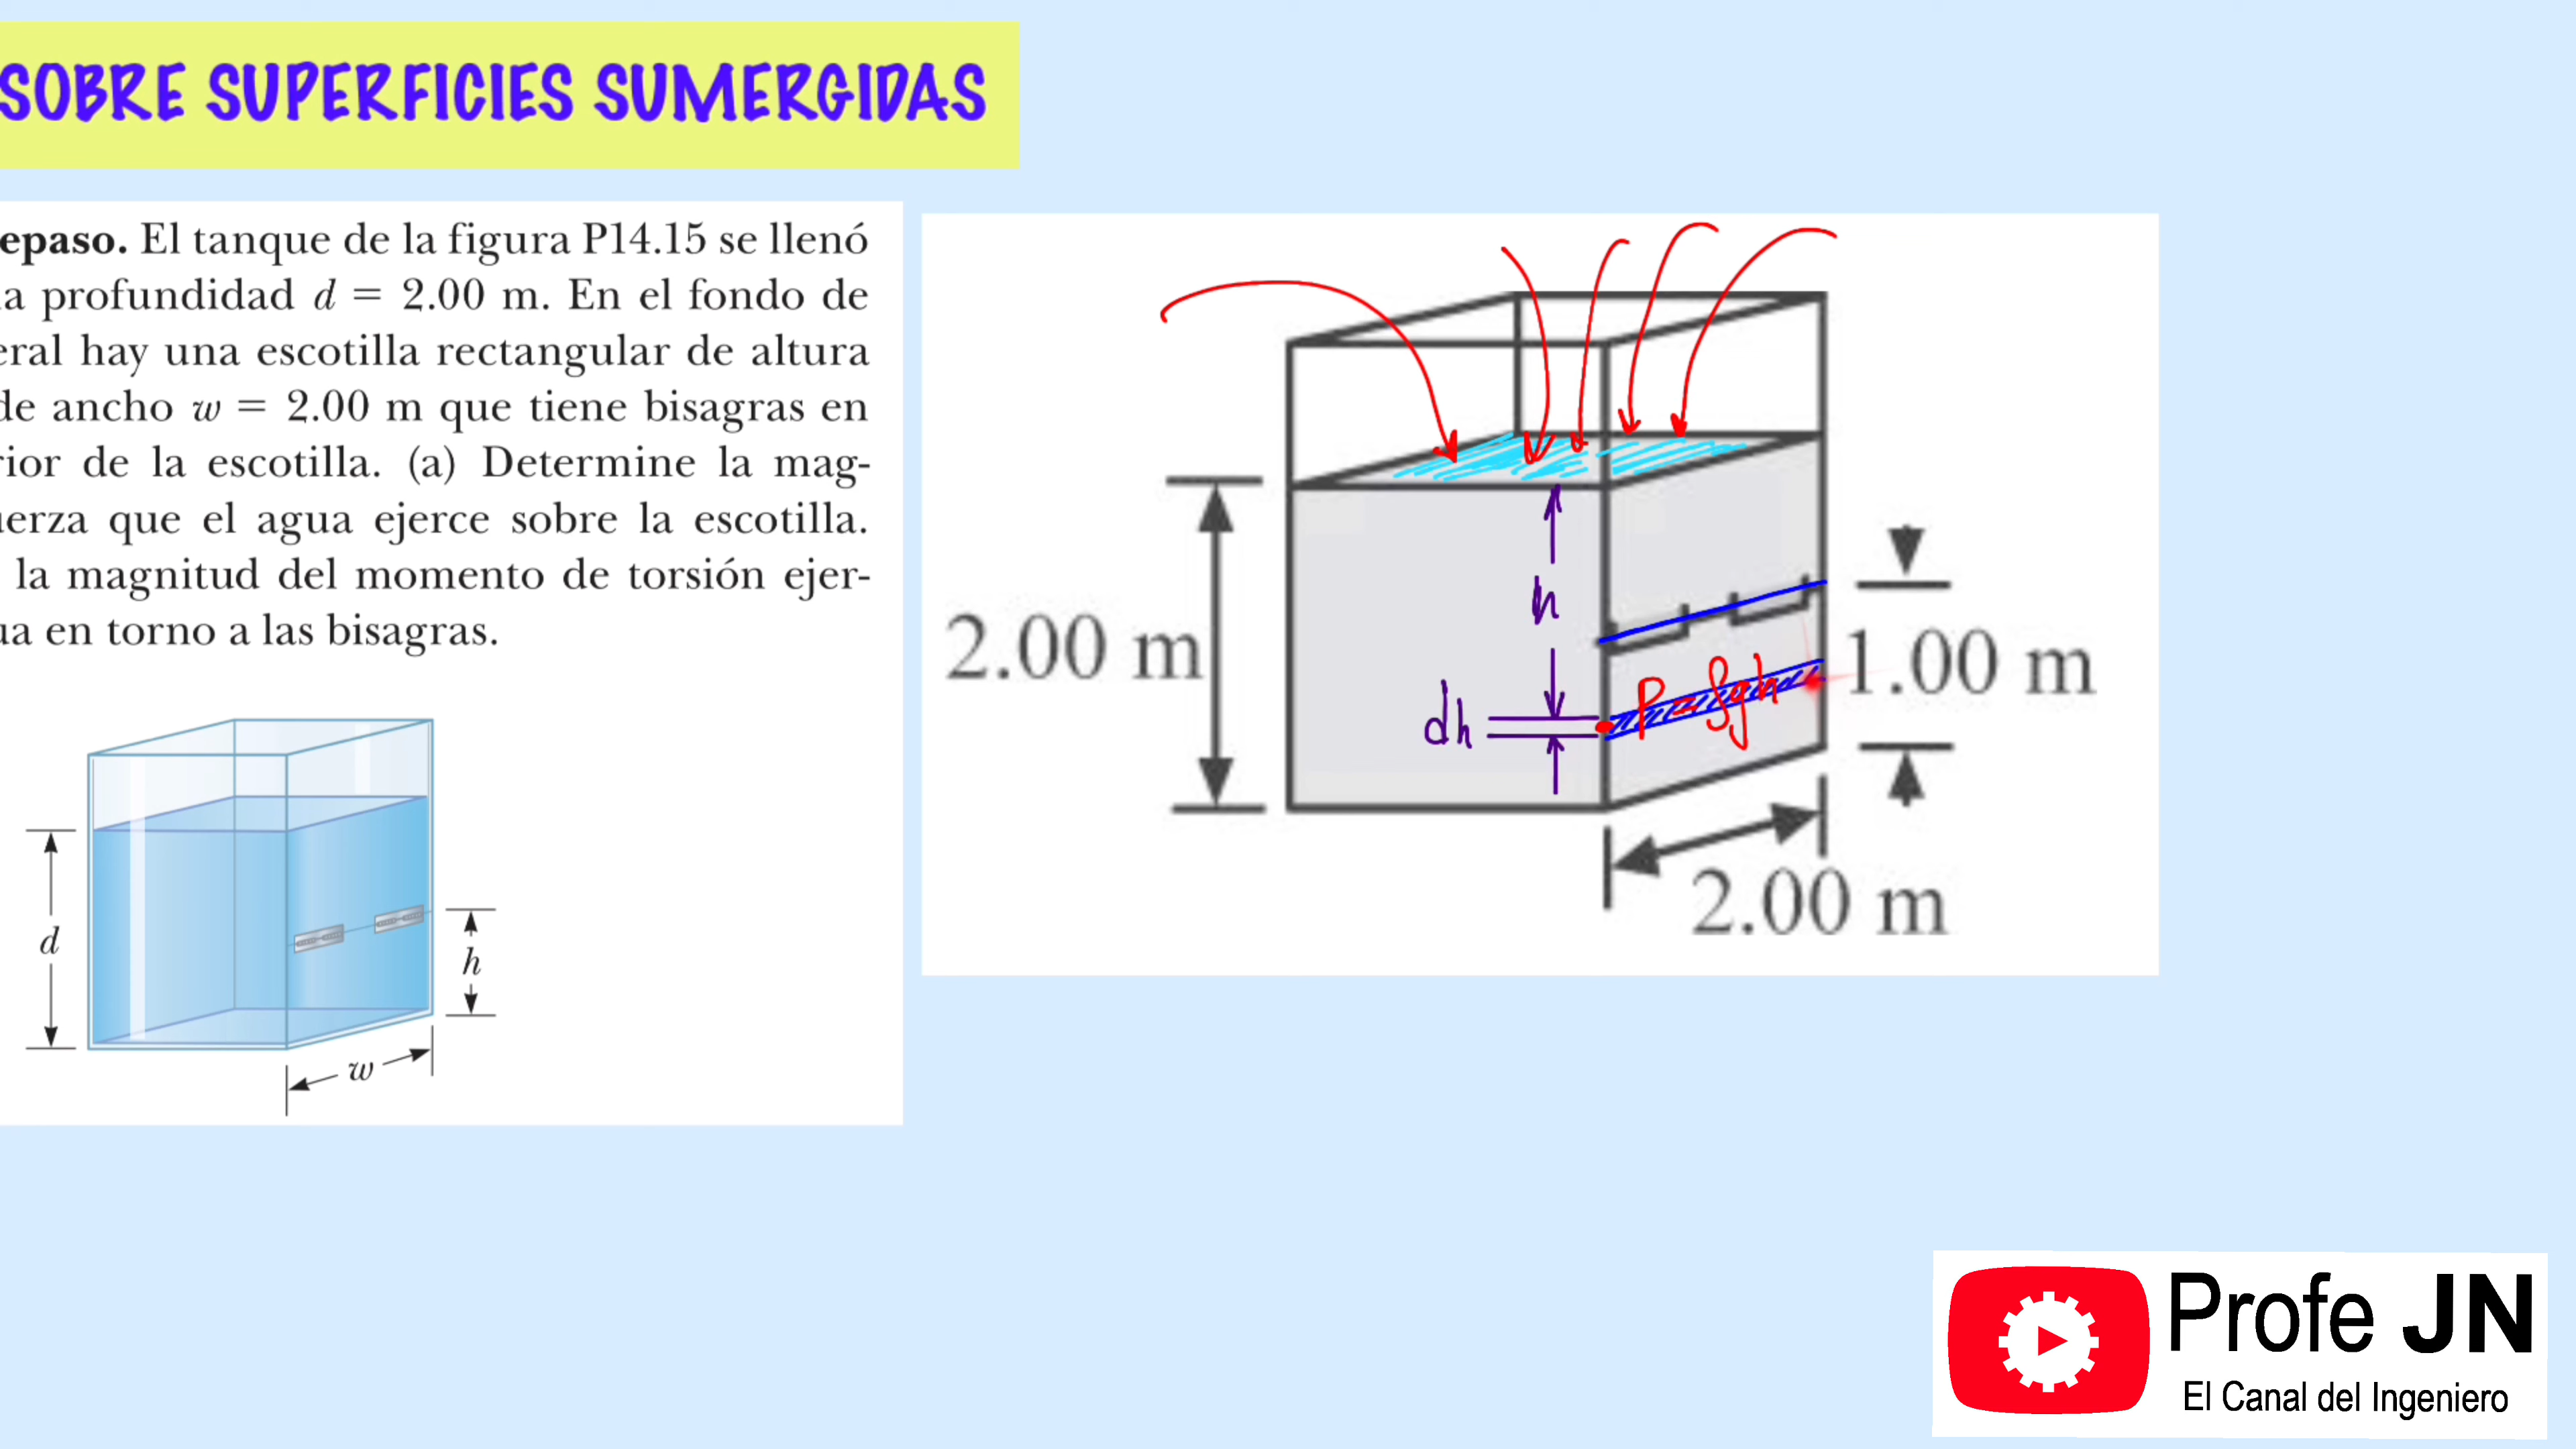 SOBRE SUPERFICIES SUMERGIDAS
epaso. El tanque de la figura P14.15 se llenó
a profundidad d = 2.00 m. En el fondo de
eral hay una escotilla rectangular de altura
de ancho w = 2.00 m que tiene bisagras en
rior de la escotilla. (a) Determine la mag-
uerza que el agua ejerce sobre la escotilla.
la magnitud del momento de torsión ejer-
ua en torno a las bisagras.
d
h
w
2.00 m
h
dh
P = ρgh
1.00 m
2.00 m
Profe JN
El Canal del Ingeniero